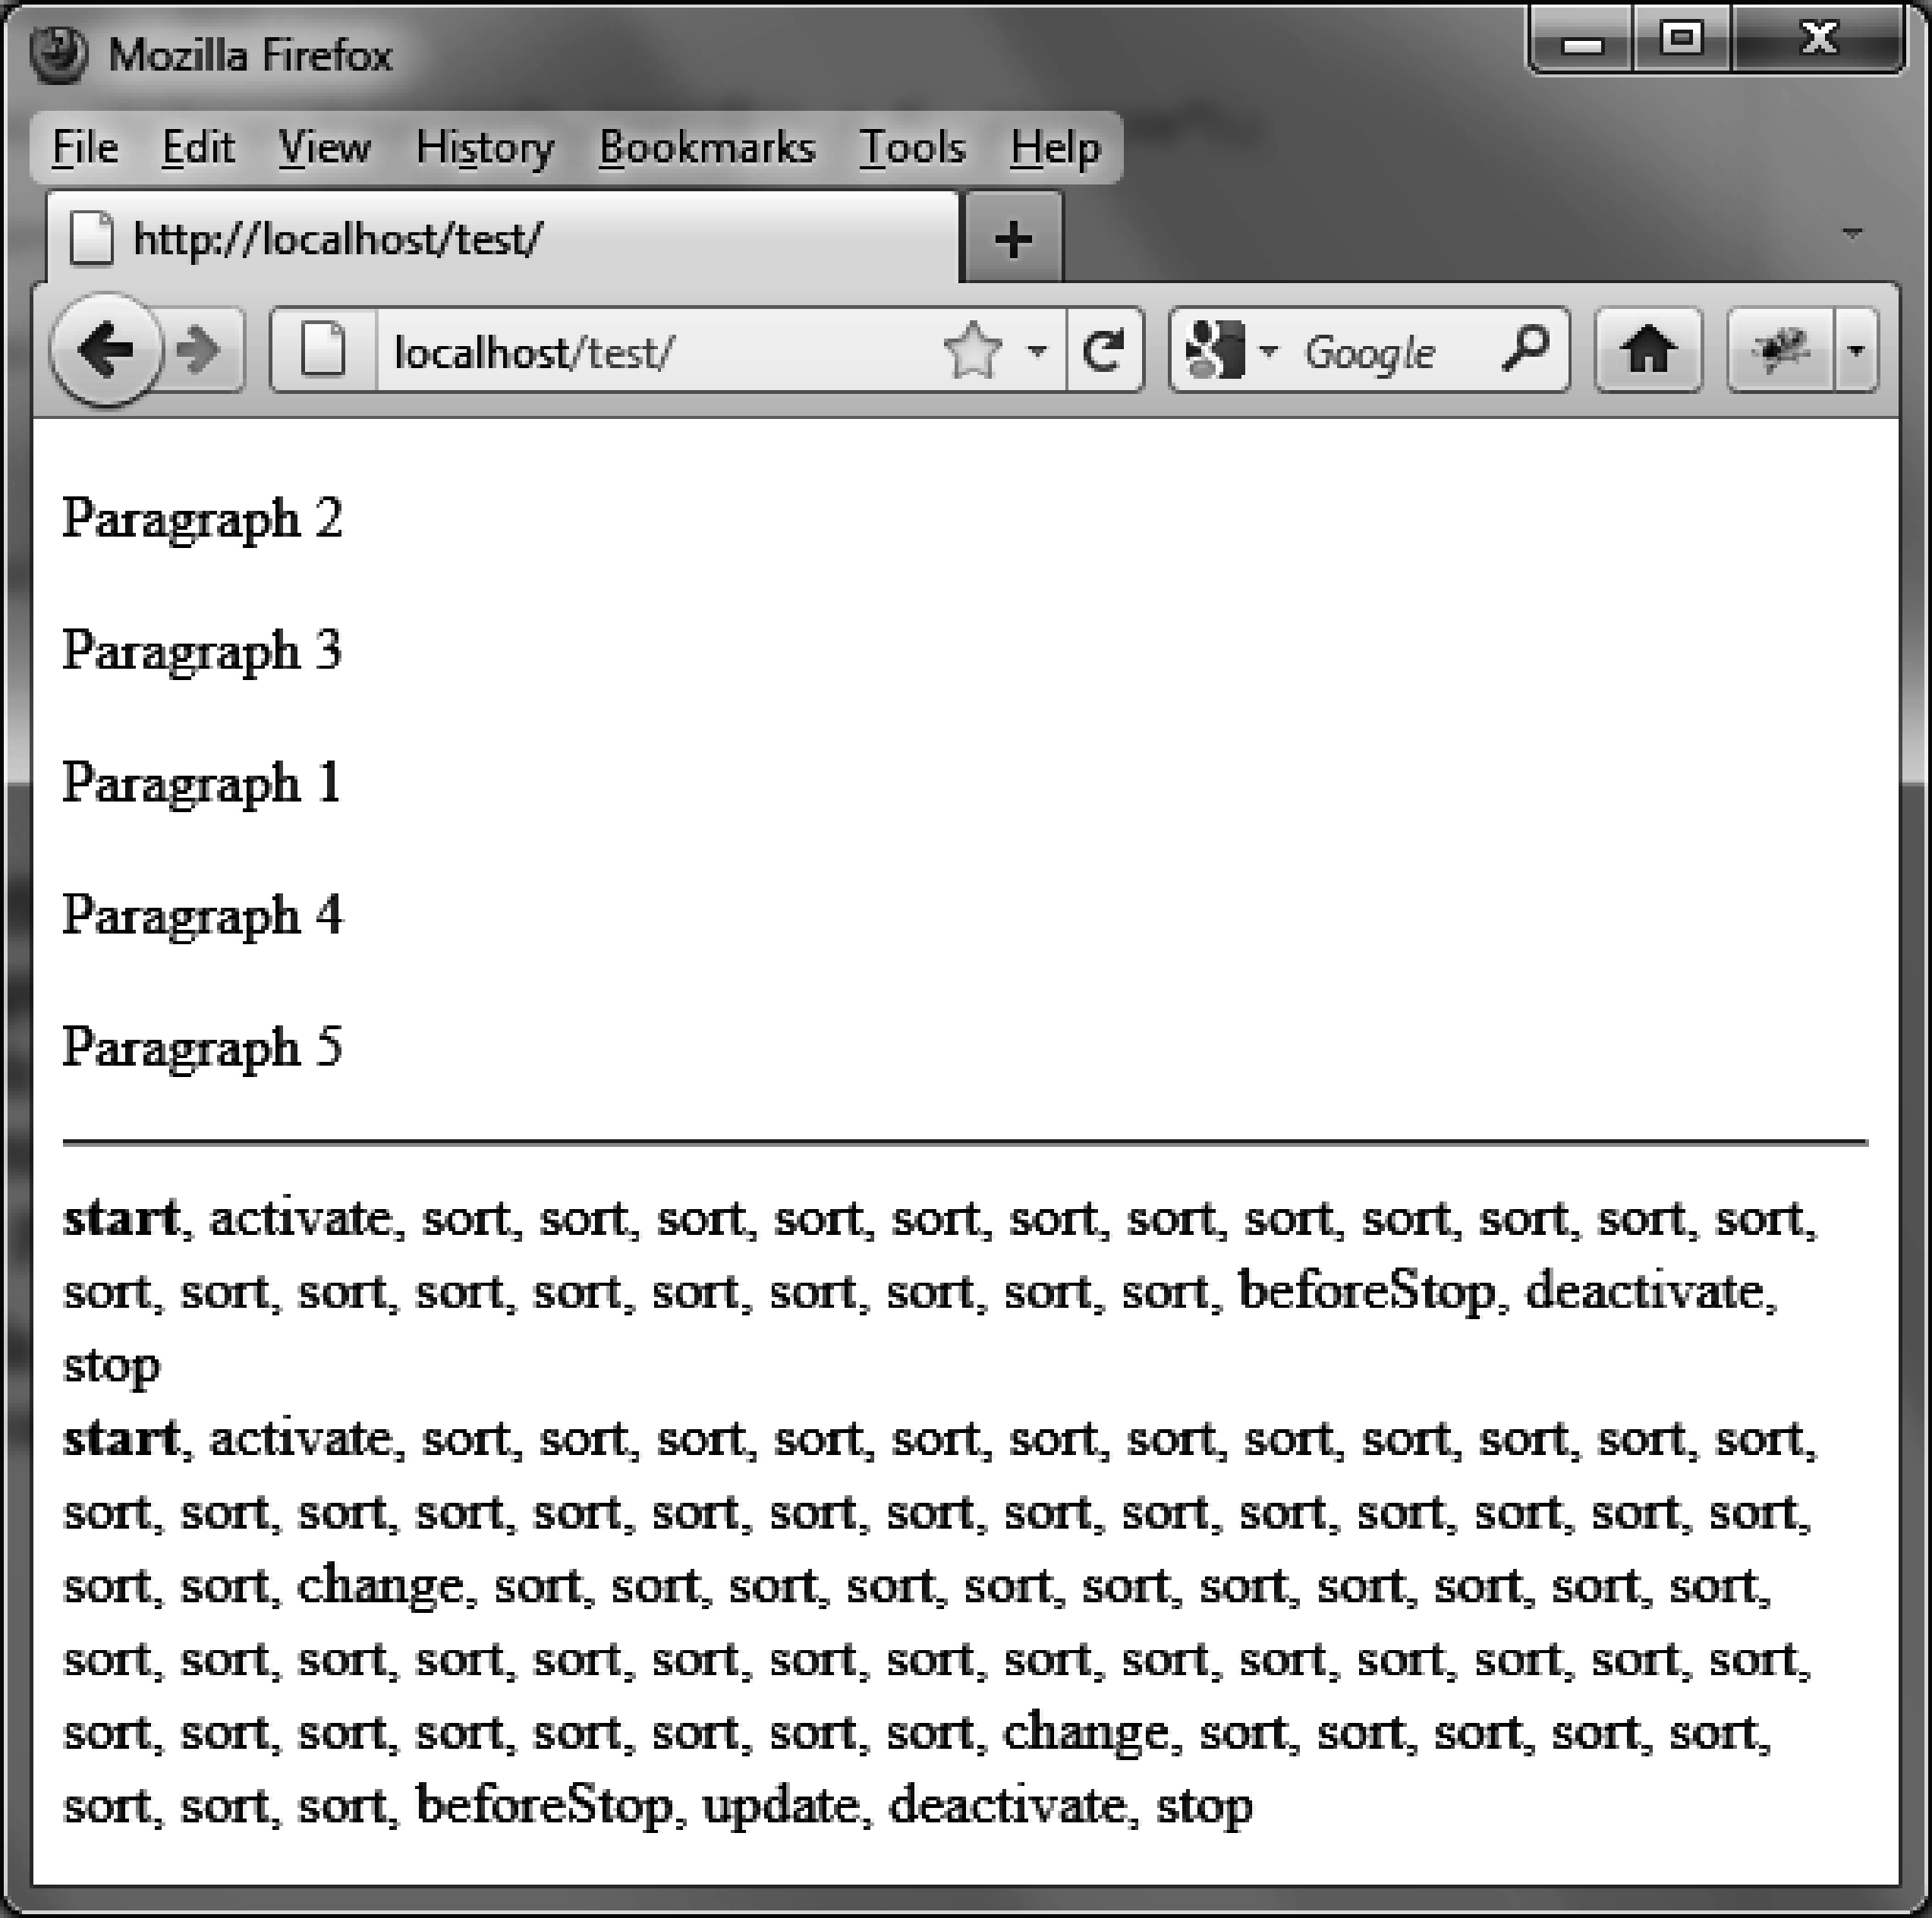 Mozilla Firefox
File Edit View History Bookmarks Tools Help
http://localhost/test/
localhost/test/ Google
Paragraph 2
Paragraph 3
Paragraph 1
Paragraph 4
Paragraph 5
start, activate, sort, sort, sort, sort, sort, sort, sort, sort, sort, sort, sort, sort,
sort, sort, sort, sort, sort, sort, sort, sort, sort, sort, beforeStop, deactivate,
stop
start, activate, sort, sort, sort, sort, sort, sort, sort, sort, sort, sort, sort, sort,
sort, sort, sort, sort, sort, sort, sort, sort, sort, sort, sort, sort, sort, sort, sort,
sort, sort, change, sort, sort, sort, sort, sort, sort, sort, sort, sort, sort, sort,
sort, sort, sort, sort, sort, sort, sort, sort, sort, sort, sort, sort, sort, sort, sort,
sort, sort, sort, sort, sort, sort, sort, sort, change, sort, sort, sort, sort, sort,
sort, sort, sort, beforeStop, update, deactivate, stop